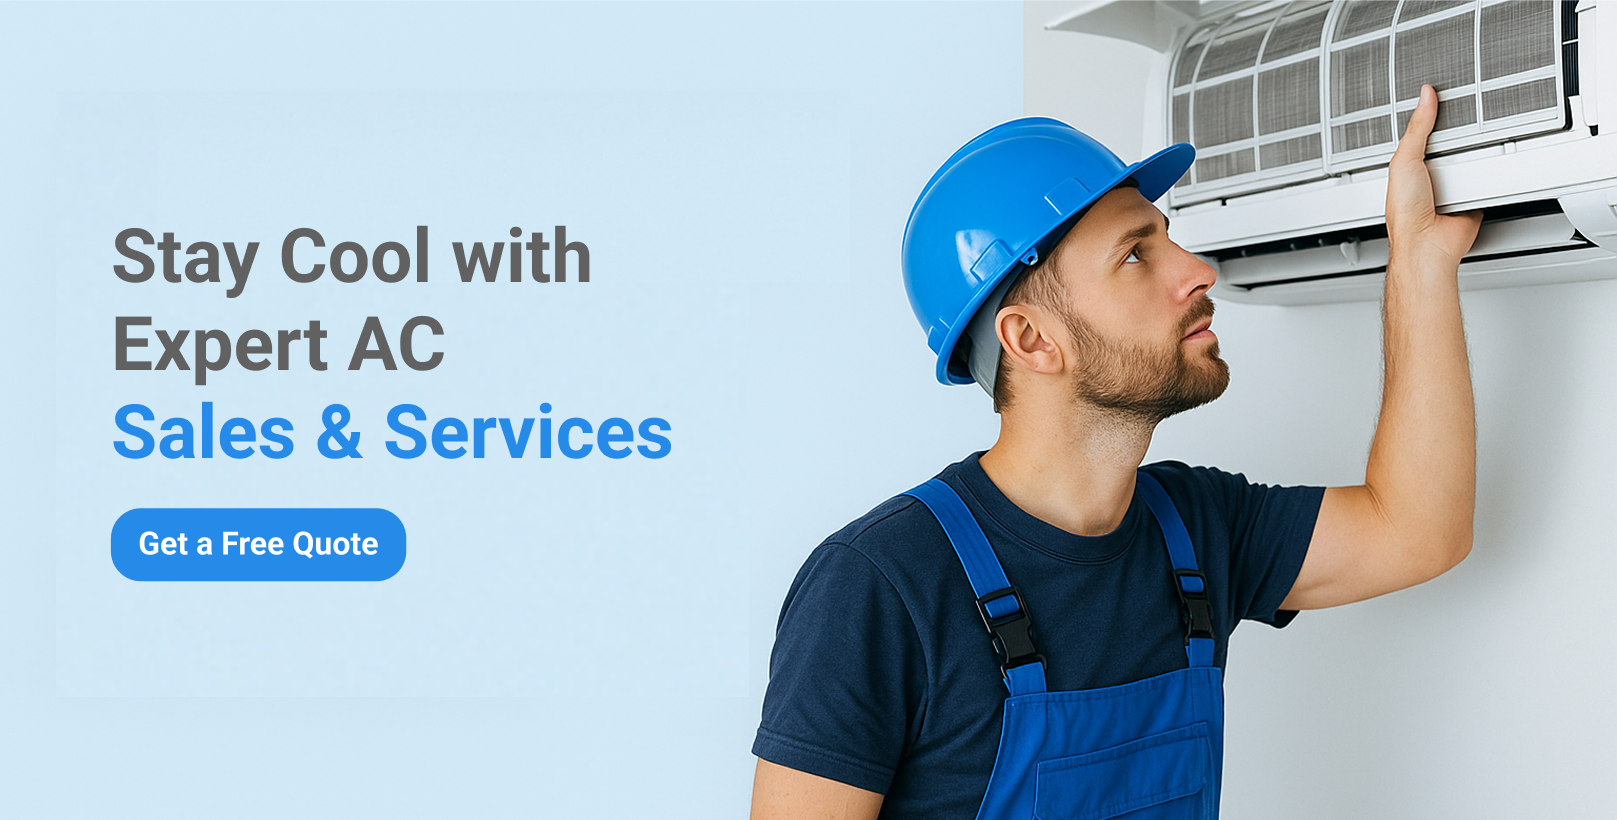 Stay Cool with
Expert AC
Sales & Services
Get a Free Quote